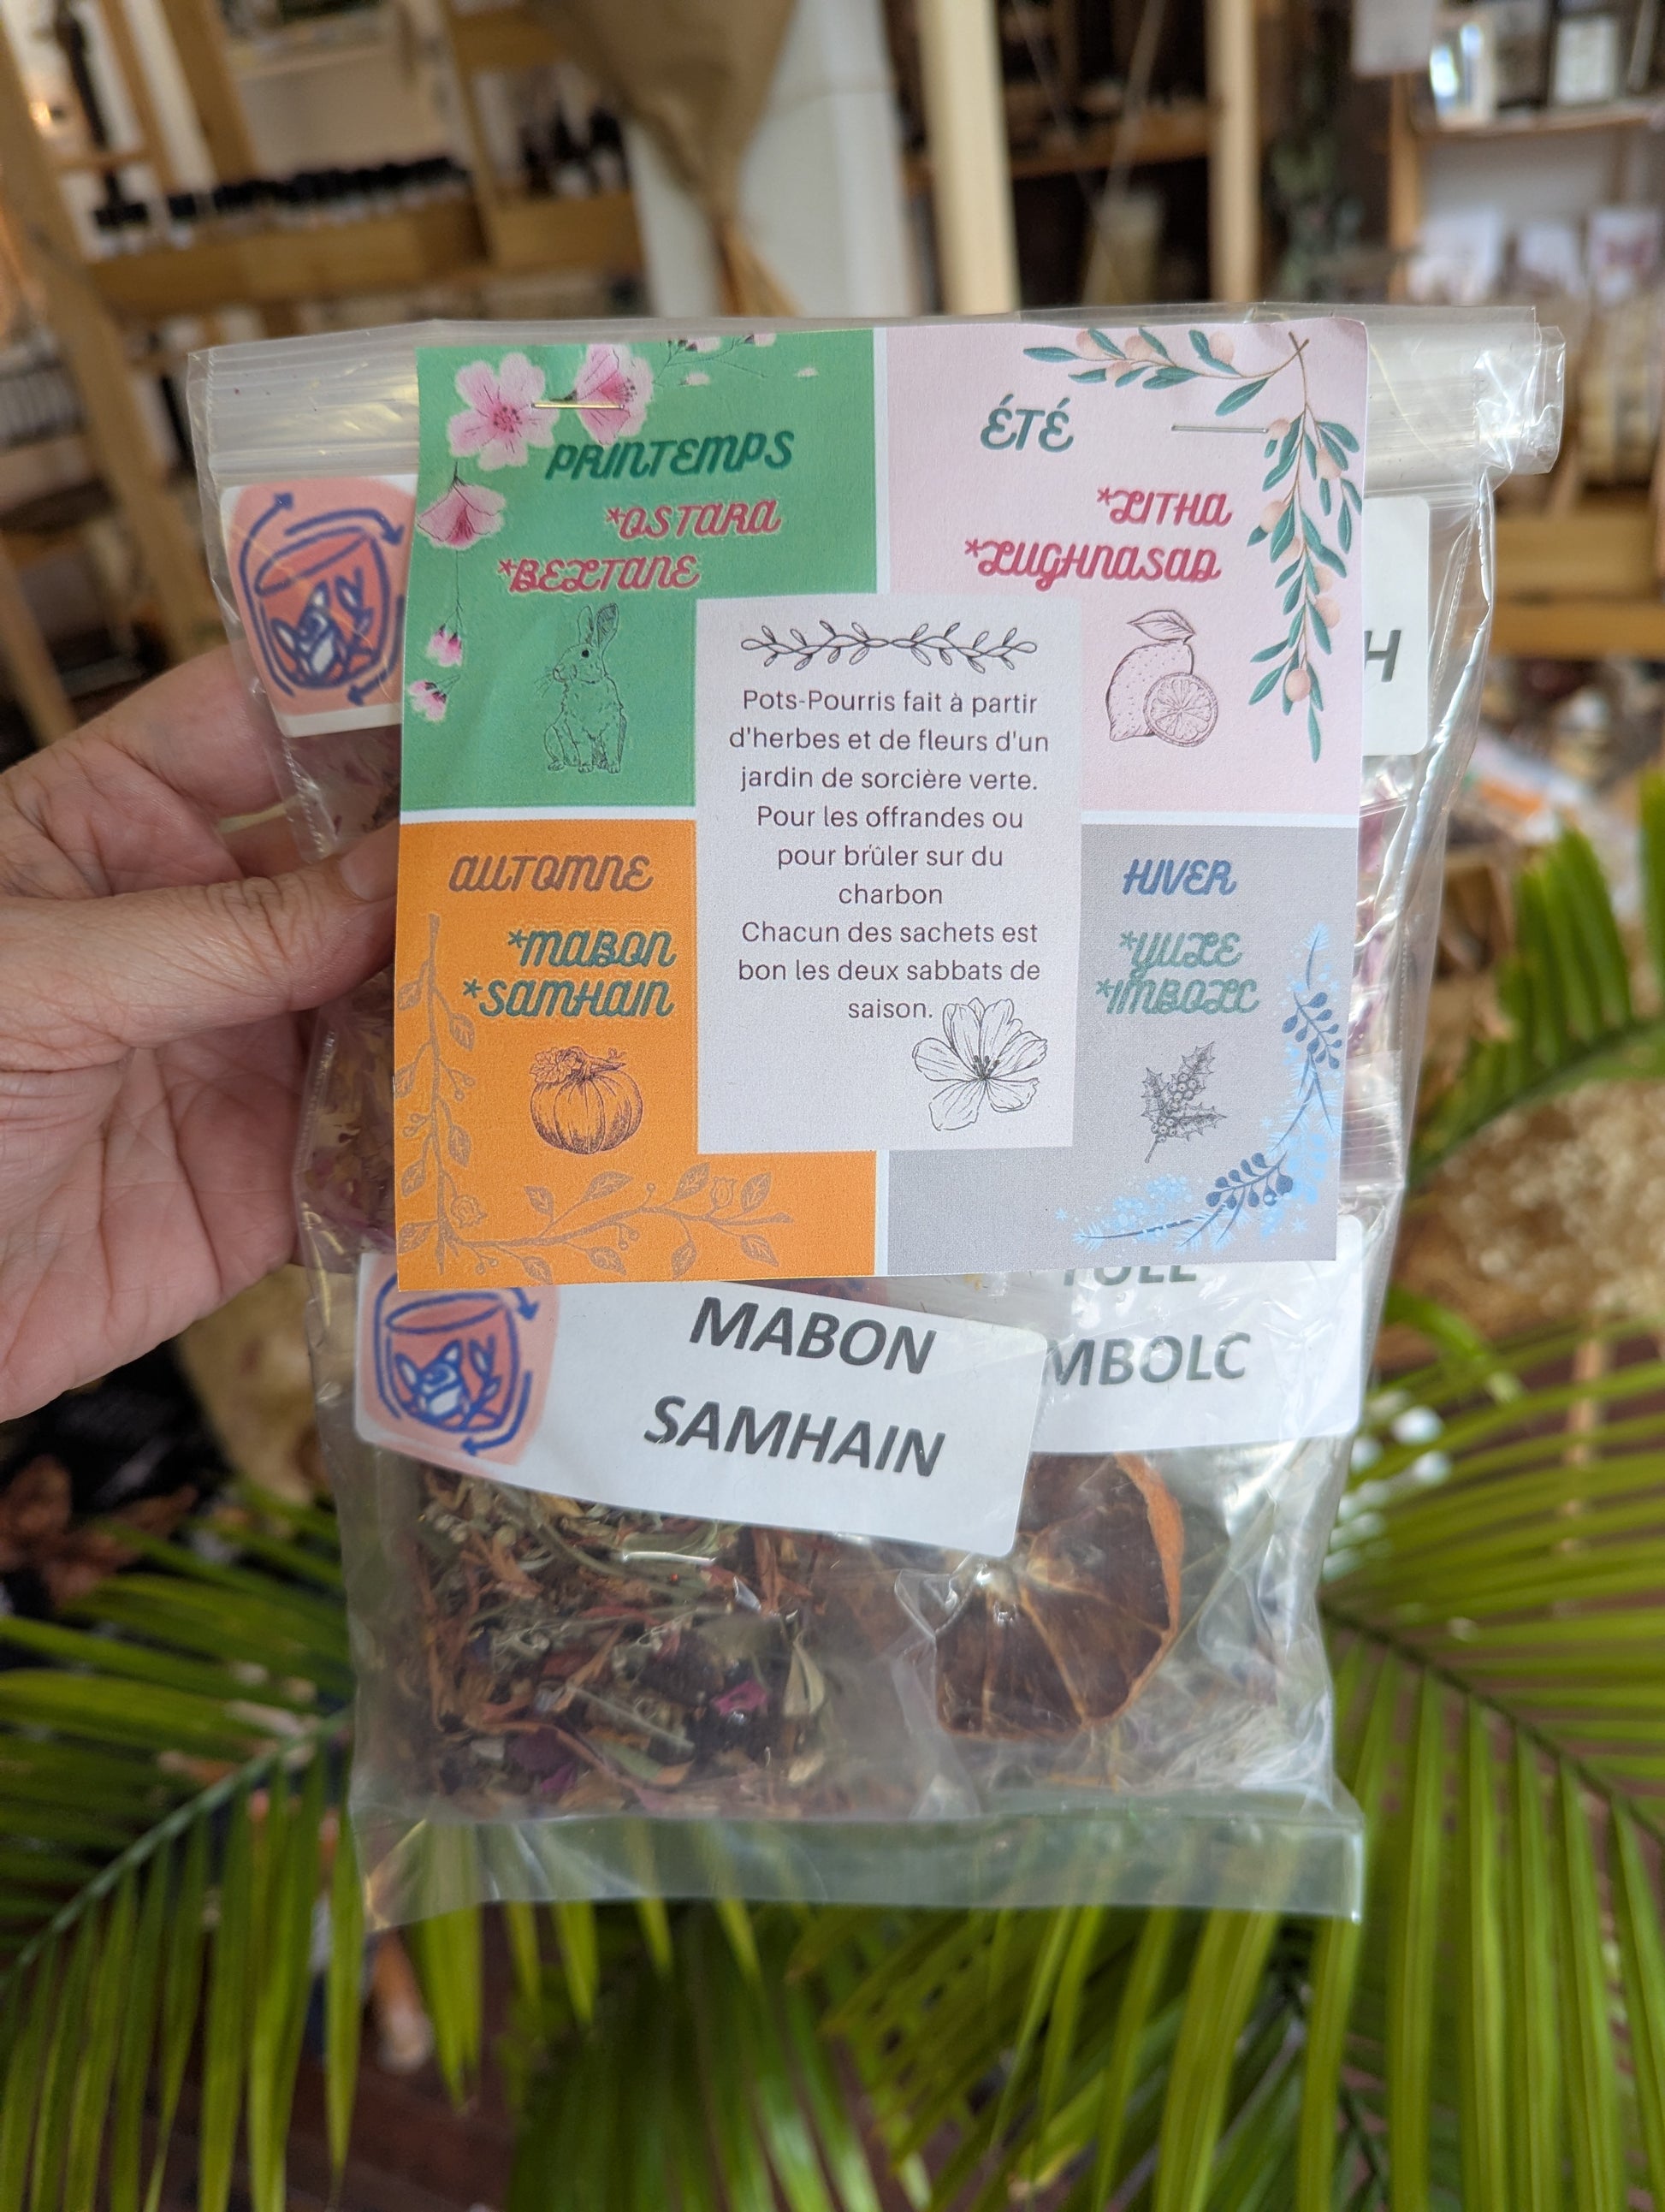 PRINTEMPS
*OSTARA
*BELTANE
ÉTÉ
*LITHA
*LUGHNASAD
Pots-Pourris fait à partir
d'herbes et de fleurs d'un
jardin de sorcière verte.
Pour les offrandes ou
pour brûler sur du
charbon
Chacun des sachets est
bon les deux sabbats de
saison.
AUTOMNE
*MABON
*SAMHAIN
HIVER
*YULE
*IMBOLC
H
MABON
SAMHAIN
YULE
MBOLC